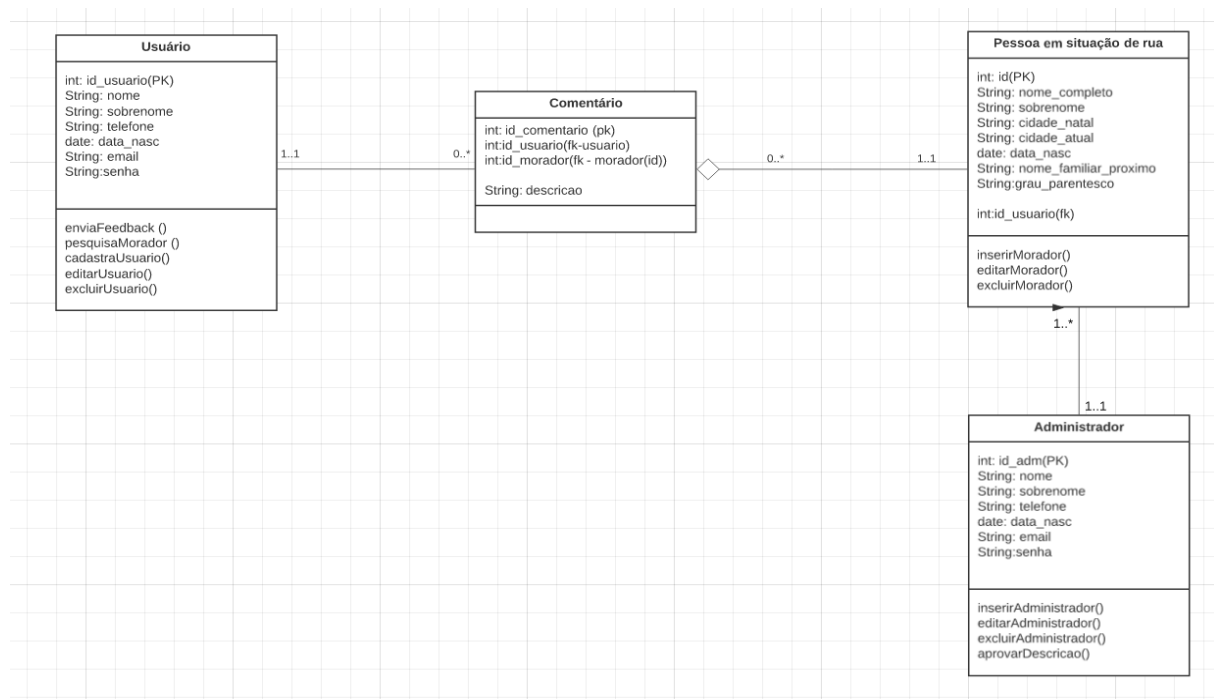 Usuário
int: id_usuario(PK)
String: nome
String: sobrenome
String: telefone
date: data_nasc
String: email
String:senha
enviaFeedback ()
pesquisaMorador ()
cadastraUsuario()
editarUsuario()
excluirUsuario()
1..1
0..*
Comentário
int: id_comentario (pk)
int:id_usuario(fk-usuario)
int:id_morador(fk - morador(id))
String: descricao
0..*
1..1
Pessoa em situação de rua
int: id(PK)
String: nome_completo
String: sobrenome
String: cidade_natal
String: cidade_atual
date: data_nasc
String: nome_familiar_proximo
String:grau_parentesco
int:id_usuario(fk)
inserirMorador()
editarMorador()
excluirMorador()
1..*
1..1
Administrador
int: id_adm(PK)
String: nome
String: sobrenome
String: telefone
date: data_nasc
String: email
String:senha
inserirAdministrador()
editarAdministrador()
excluirAdministrador()
aprovarDescricao()